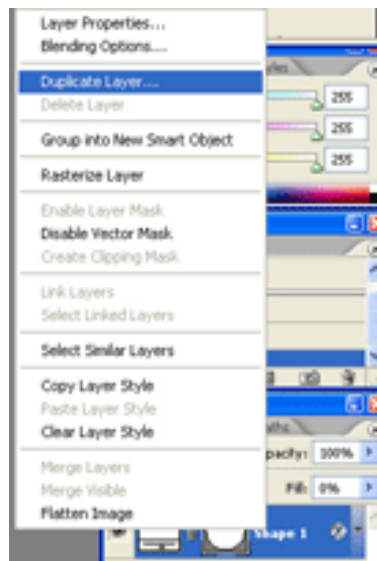 Layer Properties...
Blending Options...
Duplicate Layer...
Delete Layer
Group into New Smart Object
Rasterize Layer
Enable Layer Mask
Disable Vector Mask
Create Clipping Mask
Link Layers
Select Linked Layers
Select Similar Layers
Copy Layer Style
Paste Layer Style
Clear Layer Style
Merge Layers
Merge Visible
Flatten Image
255
255
255
pacity: 100%
Fill: 0%
Shape 1